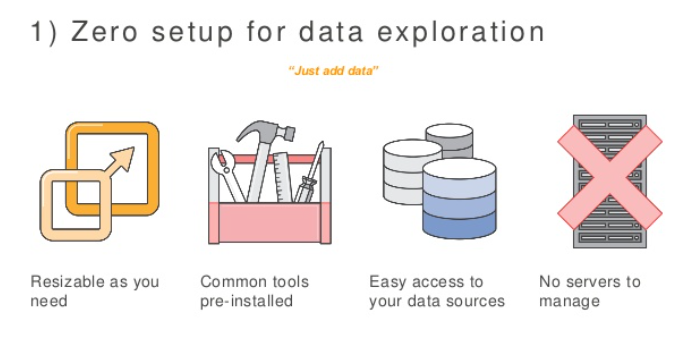 1) Zero setup for data exploration
“Just add data”
Resizable as you
need
Common tools
pre-installed
Easy access to
your data sources
No servers to
manage